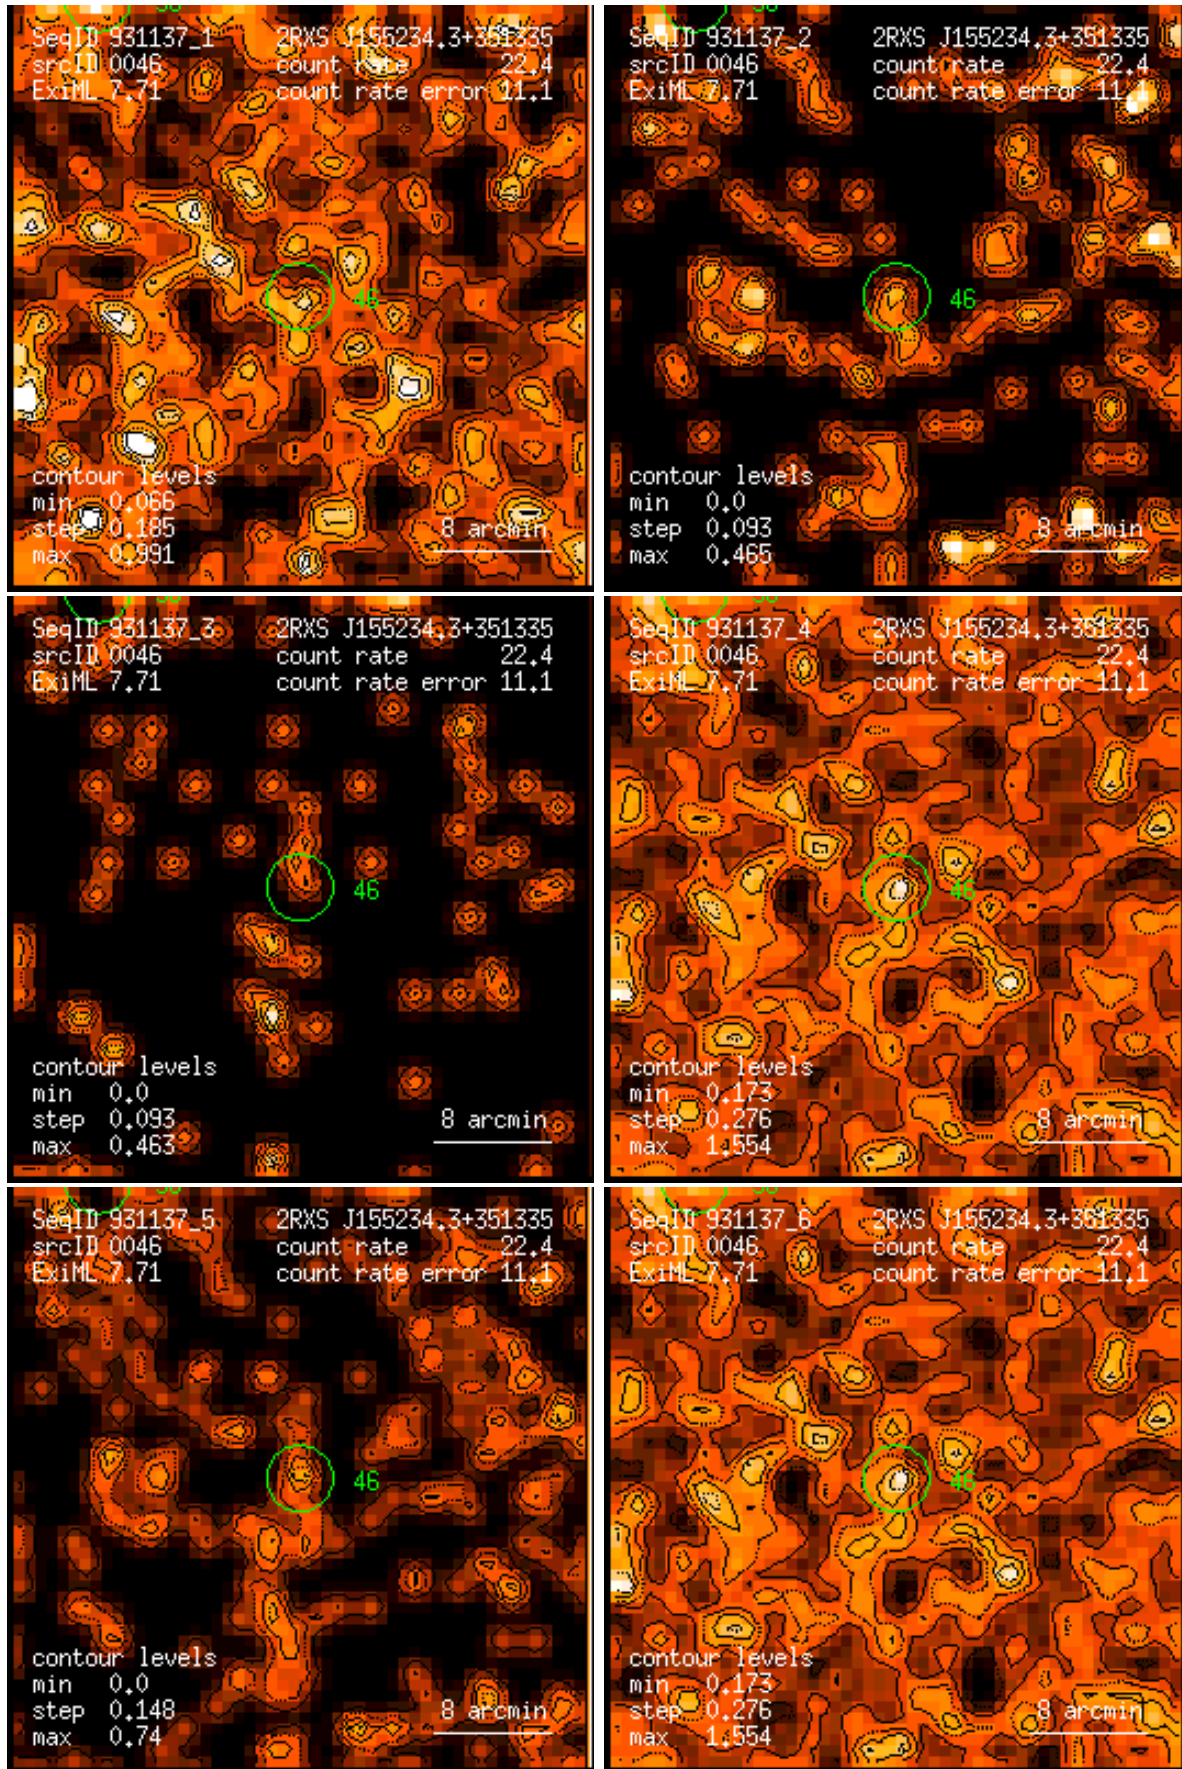 SeqID 931137_1 2RXS J155234.3+351335
srcID 0046 count rate 22.4
ExiML 7.71 count rate error 11.1
46
contour levels
min 0.066
step 0.185 8 arcmin
max 0.991
SeqID 931137_2 2RXS J155234.3+351335
srcID 0046 count rate 22.4
ExiML 7.71 count rate error 11.1
46
contour levels
min 0.0
step 0.093 8 arcmin
max 0.465
SeqID 931137_3 2RXS J155234.3+351335
srcID 0046 count rate 22.4
ExiML 7.71 count rate error 11.1
46
contour levels
min 0.0
step 0.093 8 arcmin
max 0.463
SeqID 931137_4 2RXS J155234.3+351335
srcID 0046 count rate 22.4
ExiML 7.71 count rate error 11.1
46
contour levels
min 0.173
step 0.276 8 arcmin
max 1.554
SeqID 931137_5 2RXS J155234.3+351335
srcID 0046 count rate 22.4
ExiML 7.71 count rate error 11.1
46
contour levels
min 0.0
step 0.148 8 arcmin
max 0.74
SeqID 931137_6 2RXS J155234.3+351335
srcID 0046 count rate 22.4
ExiML 7.71 count rate error 11.1
46
contour levels
min 0.173
step 0.276 8 arcmin
max 1.554